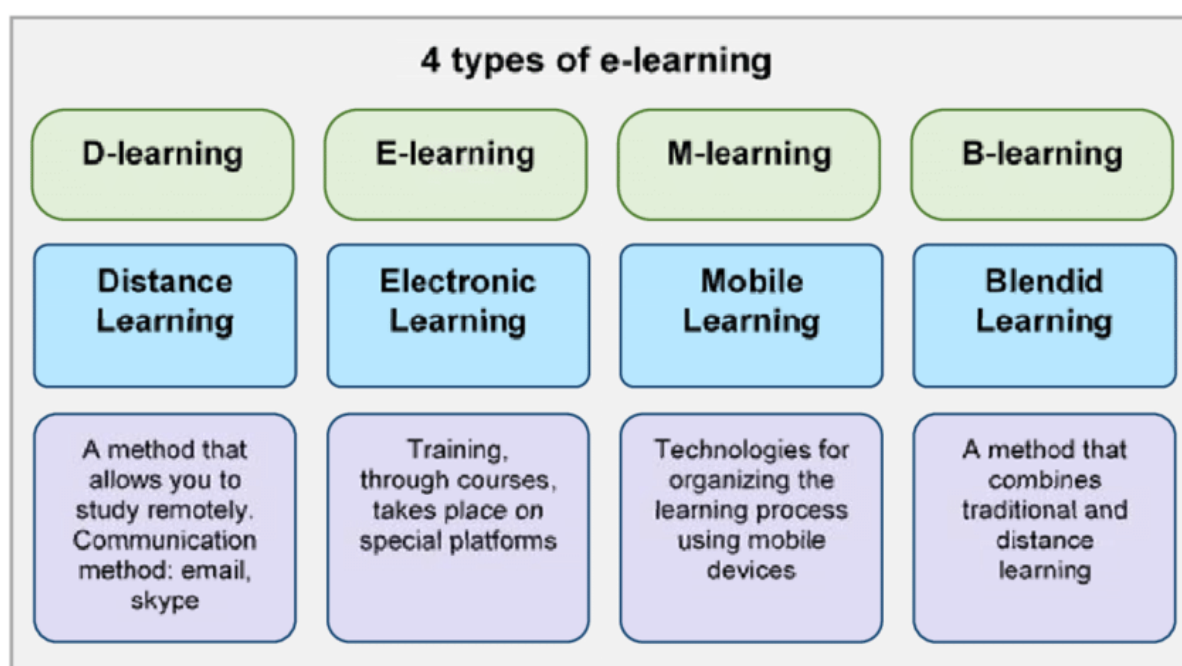 4 types of e-learning
D-learning
E-learning
M-learning
B-learning
Distance
Learning
Electronic
Learning
Mobile
Learning
Blendid
Learning
A method that
allows you to
study remotely.
Communication
method: email,
skype
Training,
through courses,
takes place on
special platforms
Technologies for
organizing the
learning process
using mobile
devices
A method that
combines
traditional and
distance
learning